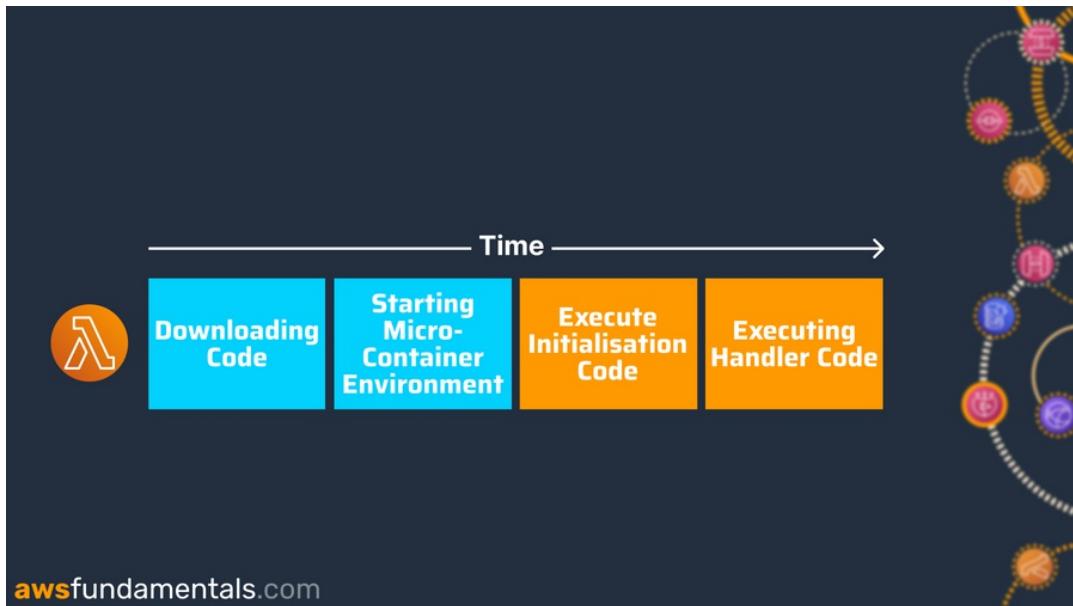 Time
Downloading
Code
Starting
Micro-
Container
Environment
Execute
Initialisation
Code
Executing
Handler Code
awsfundamentals.com